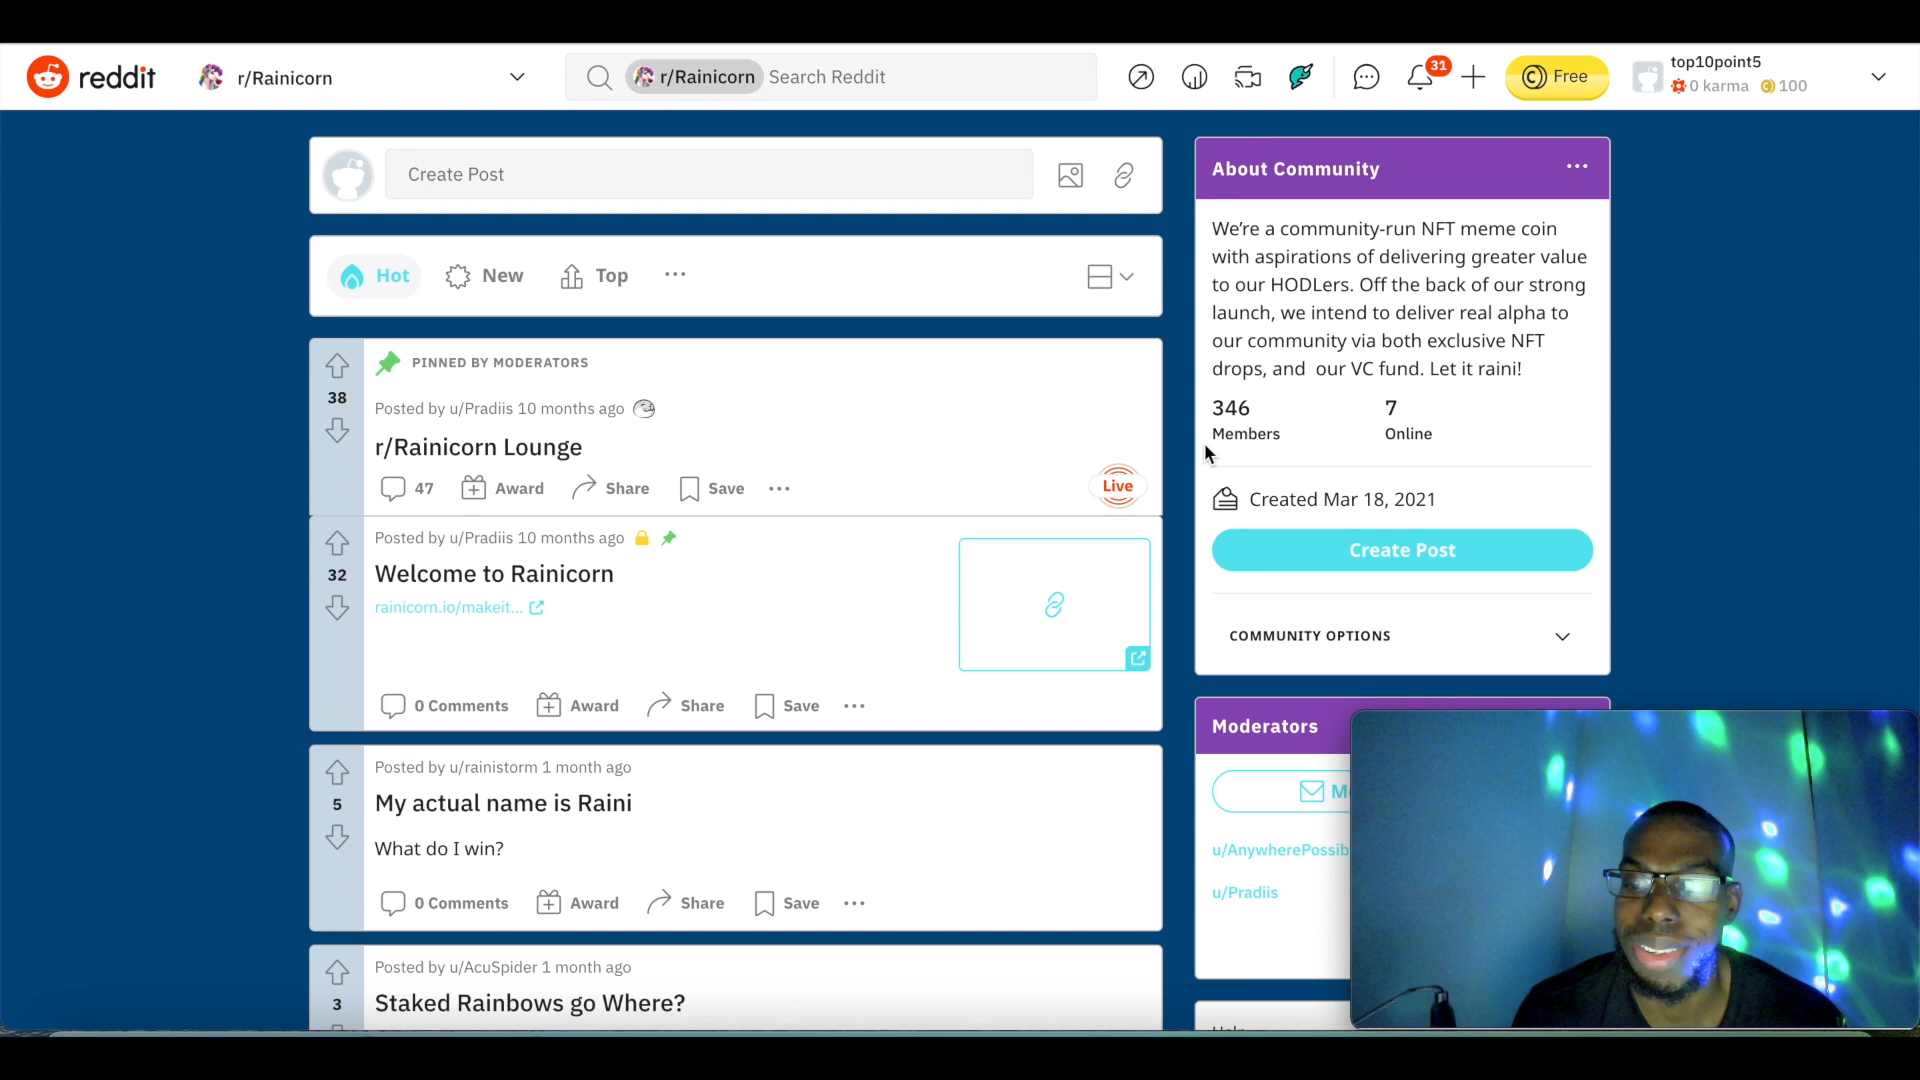 reddit
r/Rainicorn
r/Rainicorn Search Reddit
31
Free
top10point5
0 karma 100
Create Post
Hot
New
Top
PINNED BY MODERATORS
38
Posted by u/Pradiis 10 months ago
r/Rainicorn Lounge
47 Award Share Save
Live
Posted by u/Pradiis 10 months ago
32
Welcome to Rainicorn
rainicorn.io/makeit...
0 Comments Award Share Save
Posted by u/rainistorm 1 month ago
5
My actual name is Raini
What do I win?
0 Comments Award Share Save
Posted by u/AcuSpider 1 month ago
3
Staked Rainbows go Where?
About Community
We're a community-run NFT meme coin
with aspirations of delivering greater value
to our HODLers. Off the back of our strong
launch, we intend to deliver real alpha to
our community via both exclusive NFT
drops, and our VC fund. Let it raini!
346 7
Members Online
Created Mar 18, 2021
Create Post
COMMUNITY OPTIONS
Moderators
u/AnywherePossib
u/Pradiis